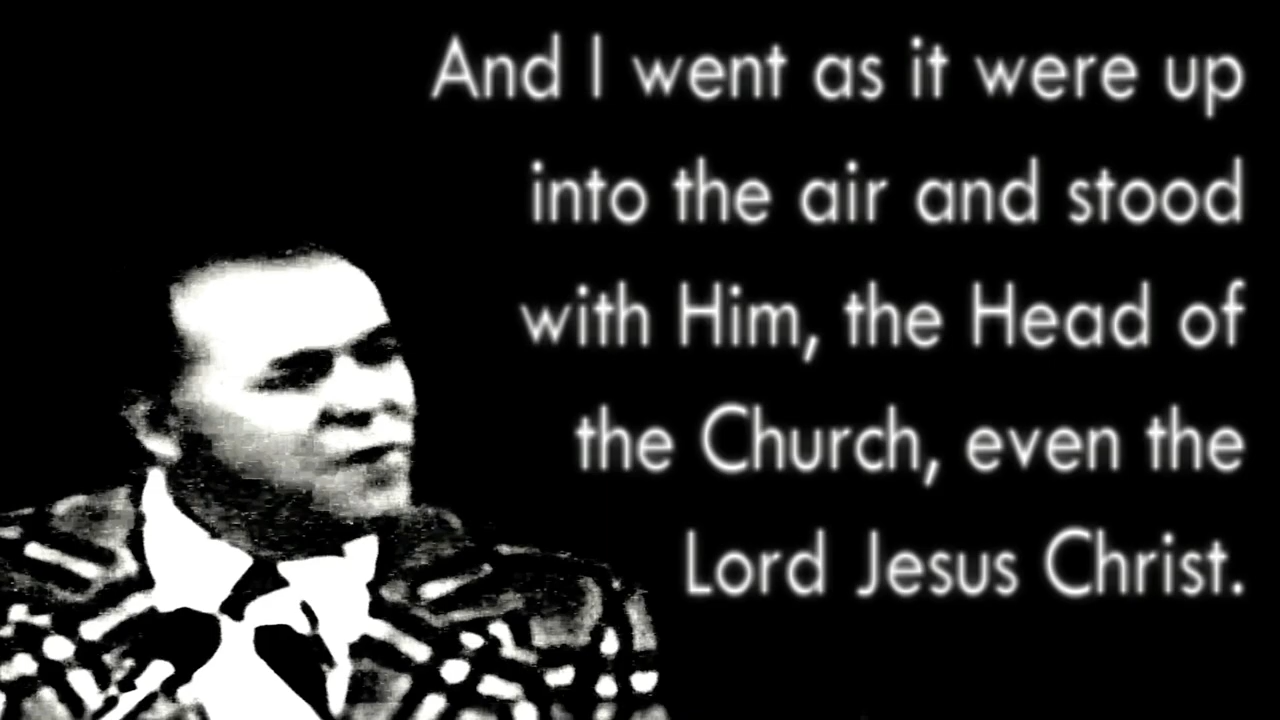 And I went as it were up
into the air and stood
with Him, the Head of
the Church, even the
Lord Jesus Christ.